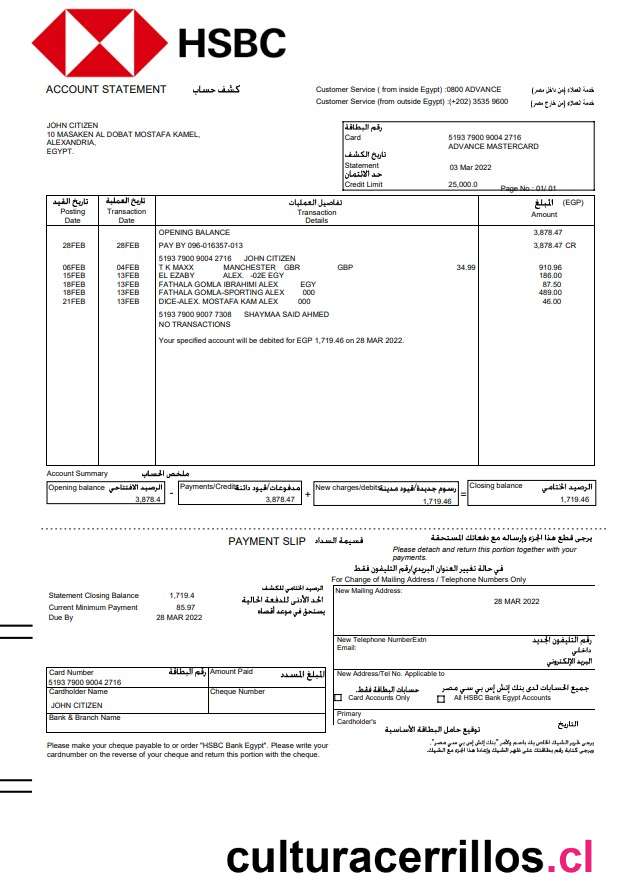 HSBC
ACCOUNT STATEMENT كشف حساب
Customer Service ( from inside Egypt) :0800 ADVANCE خدمة العملاء (من داخل مصر)
Customer Service (from outside Egypt) :(+202) 3535 9600 خدمة العملاء (من خارج مصر)
JOHN CITIZEN
10 MASAKEN AL DOBAT MOSTAFA KAMEL,
ALEXANDRIA,
EGYPT.
رقم البطاقة
Card 5193 7900 9004 2716
ADVANCE MASTERCARD
تاريخ الكشف
Statement 03 Mar 2022
حد الائتمان
Credit Limit 25,000.0
Page No : 01/ 01
تاريخ القيد تاريخ العملية تفاصيل العمليات المبلغ (EGP)
Posting Date Transaction Date Transaction Details Amount
OPENING BALANCE 3,878.47
28FEB 28FEB PAY BY 096-016357-013 3,878.47 CR
5193 7900 9004 2716 JOHN CITIZEN
06FEB 04FEB T K MAXX MANCHESTER GBR GBP 34.99 910.96
15FEB 13FEB EL EZABY ALEX. -02E EGY 186.00
18FEB 13FEB FATHALA GOMLA IBRAHIMI ALEX EGY 87.50
18FEB 13FEB FATHALA GOMLA-SPORTING ALEX 000 489.00
21FEB 13FEB DICE-ALEX. MOSTAFA KAM ALEX 000 46.00
5193 7900 9007 7308 SHAYMAA SAID AHMED
NO TRANSACTIONS
Your specified account will be debited for EGP 1,719.46 on 28 MAR 2022.
Account Summary ملخص الحساب
Opening balance الرصيد الافتتاحي 3,878.4
-
Payments/Credits مدفوعات/قيود دائنة 3,878.47
+
New charges/debits رسوم جديدة/قيود مدينة 1,719.46
=
Closing balance الرصيد الختامي 1,719.46
PAYMENT SLIP قسيمة السداد
يرجى قطع هذا الجزء وإرساله مع دفعاتك المستحقة
Please detach and return this portion together with your
payments.
في حالة تغيير العنوان البريدي/رقم التليفون فقط
For Change of Mailing Address / Telephone Numbers Only
الرصيد الختامي للكشف
Statement Closing Balance 1,719.4
الحد الأدنى للدفعة الحالية
Current Minimum Payment 85.97
يستحق في موعد أقصاه
Due By 28 MAR 2022
New Mailing Address:
28 MAR 2022
New Telephone NumberExtn رقم التليفون الجديد
داخلي
Email: البريد الإلكتروني
New Address/Tel No. Applicable to
حسابات البطاقة فقط. جميع الحسابات لدى بنك إتش إس بي سي مصر
Card Accounts Only All HSBC Bank Egypt Accounts
Primary
Cardholder's
توقيع حامل البطاقة الأساسية التاريخ
Card Number رقم البطاقة Amount Paid المبلغ المسدد
5193 7900 9004 2716
Cardholder Name Cheque Number
JOHN CITIZEN
Bank & Branch Name
Please make your cheque payable to or order "HSBC Bank Egypt". Please write your
cardnumber on the reverse of your cheque and return this portion with the cheque.
يرجى تحرير الشيك الخاص بك باسم ولأمر "بنك إتش إس بي سي مصر".
ويرجى كتابة رقم بطاقتك على ظهر الشيك وإعادة هذا الجزء مع الشيك.
culturacerrillos.cl